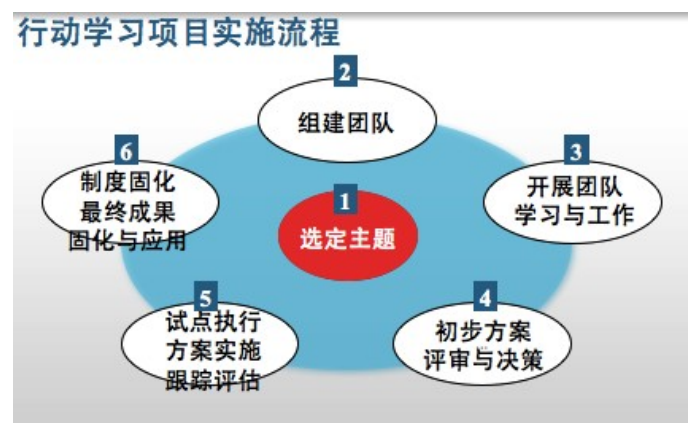 行动学习项目实施流程
1
选定主题
2
组建团队
3
开展团队
学习与工作
4
初步方案
评审与决策
5
试点执行
方案实施
跟踪评估
6
制度固化
最终成果
固化与应用